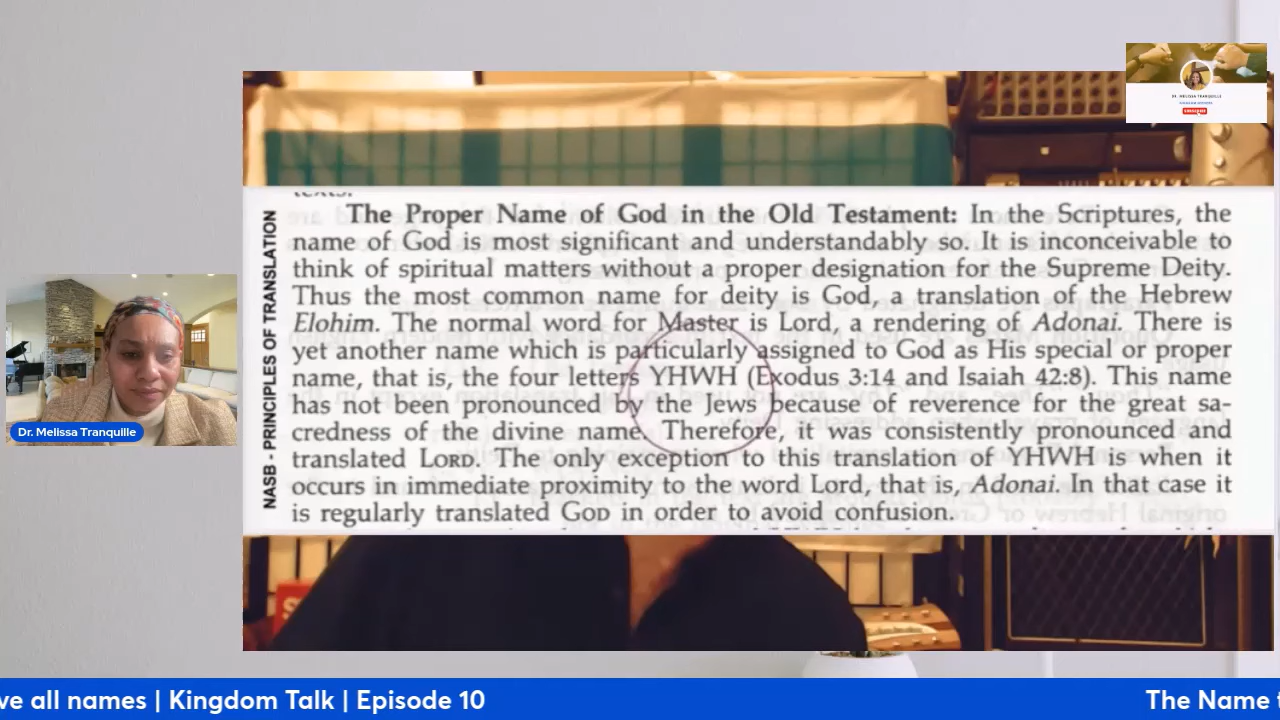 The Proper Name of God in the Old Testament: In the Scriptures, the
name of God is most significant and understandably so. It is inconceivable to
think of spiritual matters without a proper designation for the Supreme Deity.
Thus the most common name for deity is God, a translation of the Hebrew
Elohim. The normal word for Master is Lord, a rendering of Adonai. There is
yet another name which is particularly assigned to God as His special or proper
name, that is, the four letters YHWH (Exodus 3:14 and Isaiah 42:8). This name
has not been pronounced by the Jews because of reverence for the great sa-
credness of the divine name. Therefore, it was consistently pronounced and
translated LORD. The only exception to this translation of YHWH is when it
occurs in immediate proximity to the word Lord, that is, Adonai. In that case it
is regularly translated GOD in order to avoid confusion.
NASB - PRINCIPLES OF TRANSLATION
DR. MELISSA TRANQUILLE
SUBSCRIBE
Dr. Melissa Tranquille
ve all names | Kingdom Talk | Episode 10
The Name t